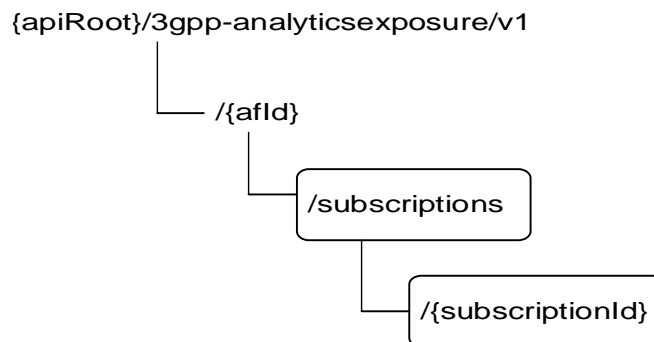 {apiRoot}/3gpp-analyticsexposure/v1
/{afId}
/subscriptions
/{subscriptionId}